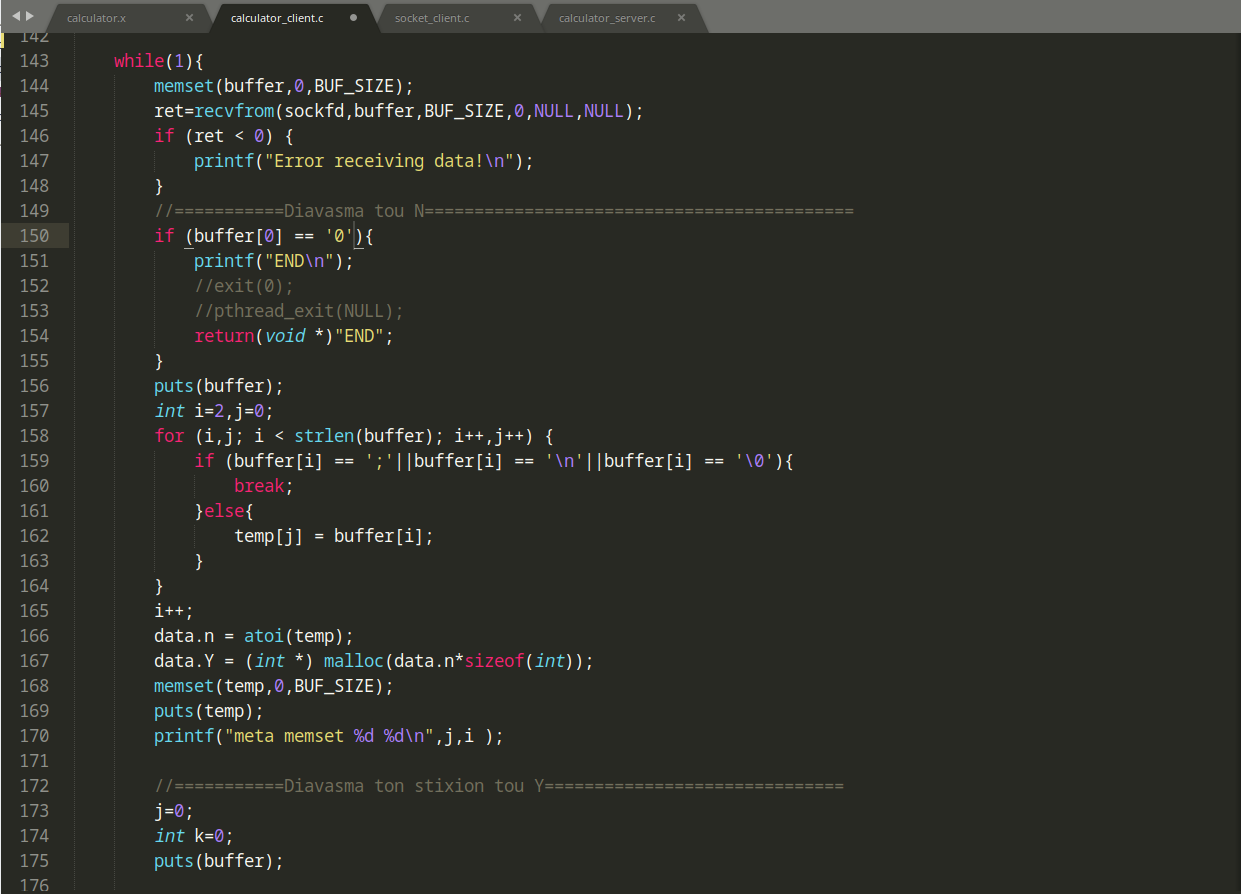 calculator.x × calculator_client.c socket_client.c × calculator_server.c ×
142
143 while(1){
144 memset(buffer,0,BUF_SIZE);
145 ret=recvfrom(sockfd,buffer,BUF_SIZE,0,NULL,NULL);
146 if (ret < 0) {
147 printf("Error receiving data!\n");
148 }
149 //===========Diavasma tou N===========================================
150 if (buffer[0] == '0'){
151 printf("END\n");
152 //exit(0);
153 //pthread_exit(NULL);
154 return(void *)"END";
155 }
156 puts(buffer);
157 int i=2,j=0;
158 for (i,j; i < strlen(buffer); i++,j++) {
159 if (buffer[i] == ';'||buffer[i] == '\n'||buffer[i] == '\0'){
160 break;
161 }else{
162 temp[j] = buffer[i];
163 }
164 }
165 i++;
166 data.n = atoi(temp);
167 data.Y = (int *) malloc(data.n*sizeof(int));
168 memset(temp,0,BUF_SIZE);
169 puts(temp);
170 printf("meta memset %d %d\n",j,i );
171
172 //===========Diavasma ton stixion tou Y==============================
173 j=0;
174 int k=0;
175 puts(buffer);
176